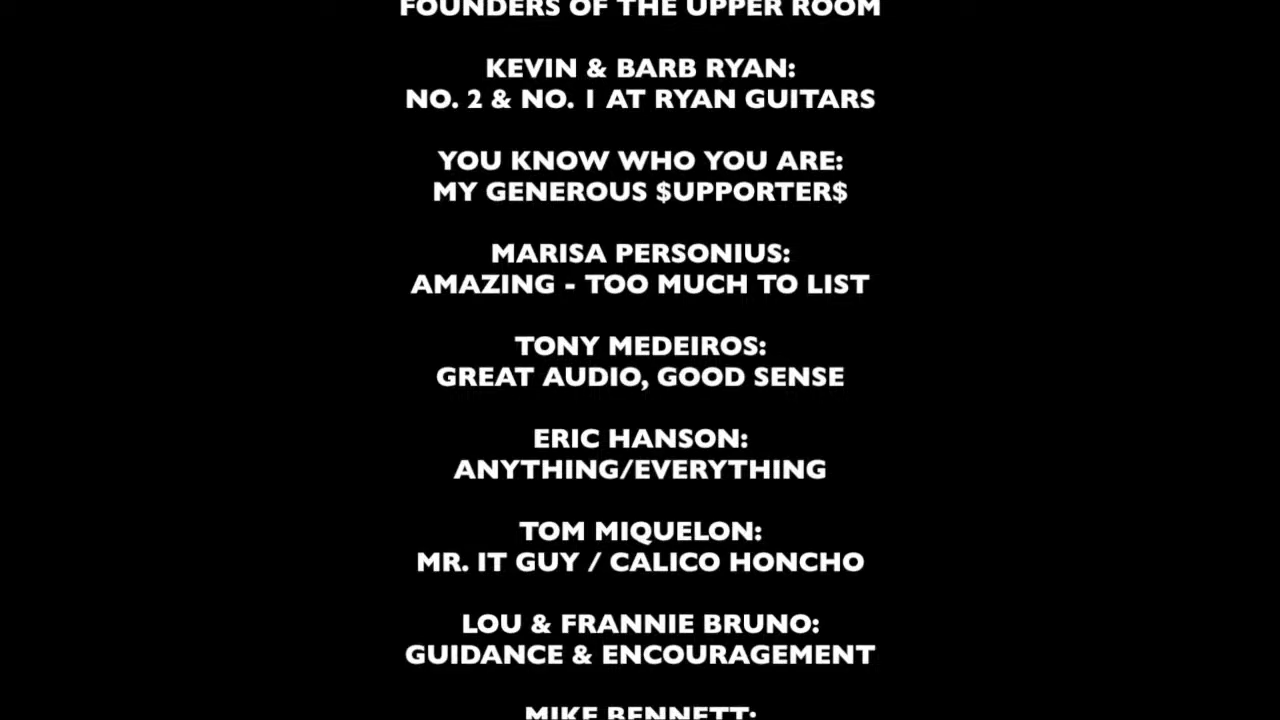 FOUNDERS OF THE UPPER ROOM
KEVIN & BARB RYAN:
NO. 2 & NO. 1 AT RYAN GUITARS
YOU KNOW WHO YOU ARE:
MY GENEROUS $UPPORTER$
MARISA PERSONIUS:
AMAZING - TOO MUCH TO LIST
TONY MEDEIROS:
GREAT AUDIO, GOOD SENSE
ERIC HANSON:
ANYTHING/EVERYTHING
TOM MIQUELON:
MR. IT GUY / CALICO HONCHO
LOU & FRANNIE BRUNO:
GUIDANCE & ENCOURAGEMENT
MIKE BENNETT: